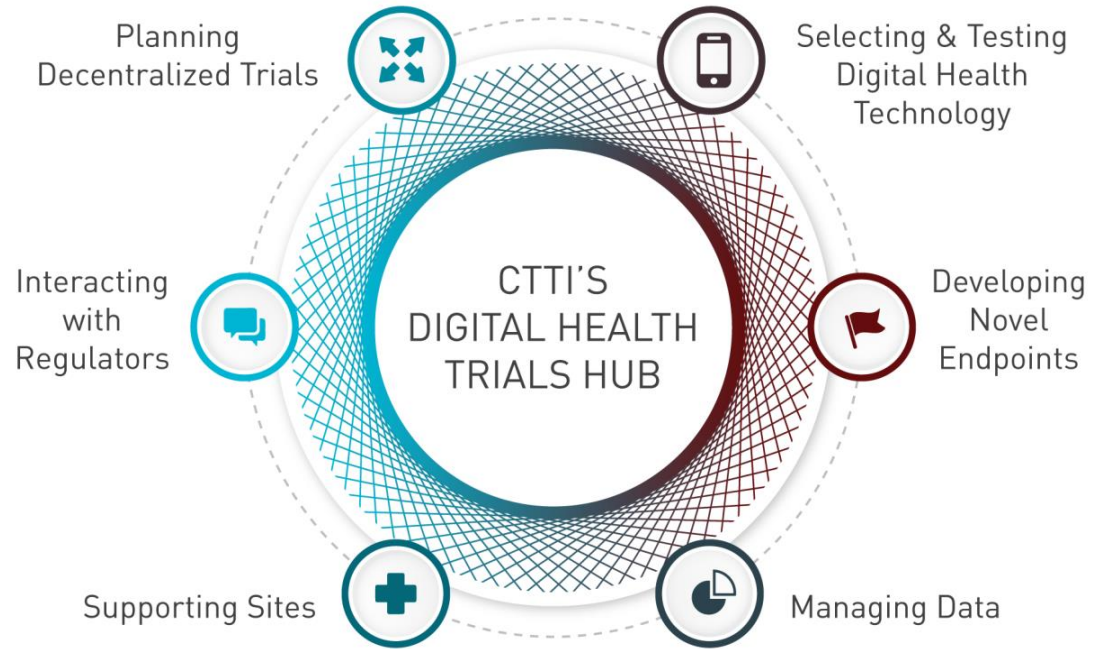 Planning
Decentralized Trials
Selecting & Testing
Digital Health
Technology
Interacting
with
Regulators
CTTI'S
DIGITAL HEALTH
TRIALS HUB
Developing
Novel
Endpoints
Supporting Sites
Managing Data